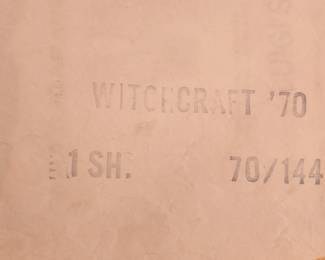 WITCHCRAFT '70
1 SH. 70/144